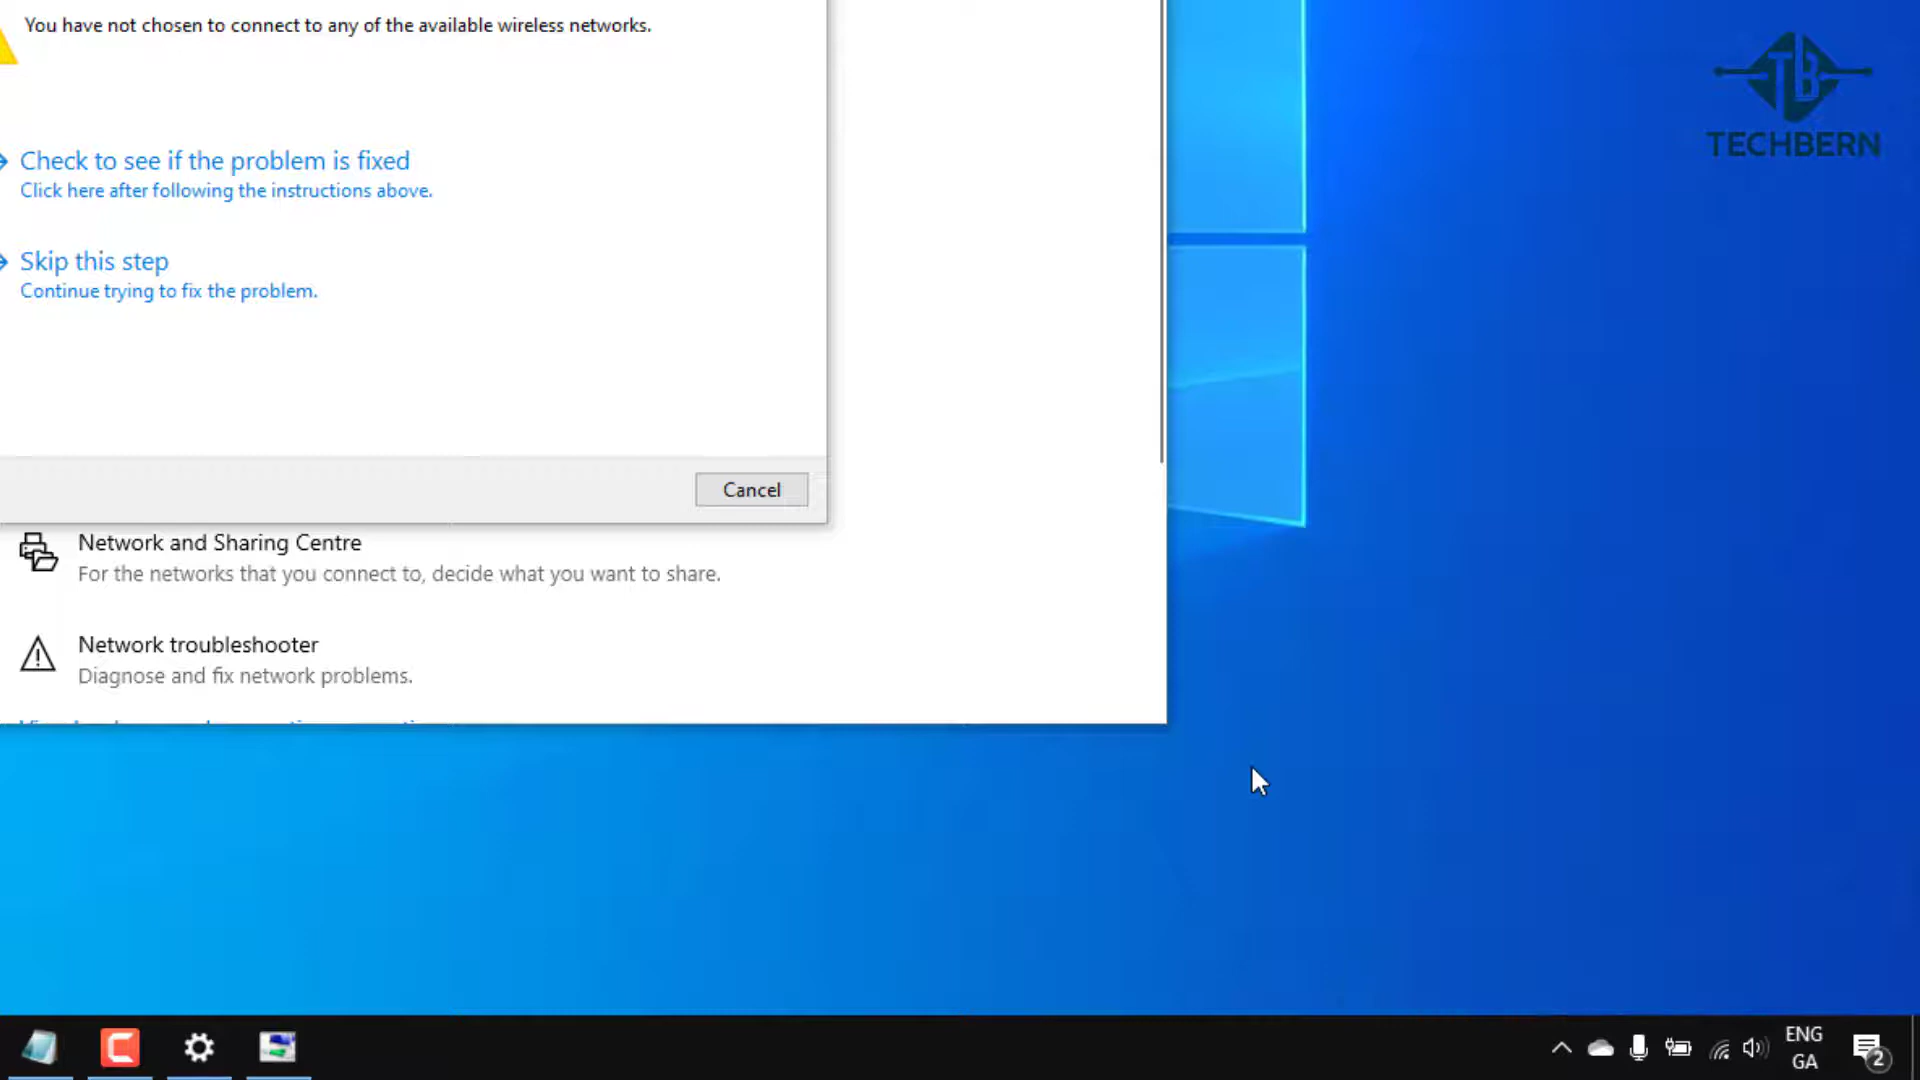 You have not chosen to connect to any of the available wireless networks.
TB
TECHBERN
Check to see if the problem is fixed
Click here after following the instructions above.
Skip this step
Continue trying to fix the problem.
Cancel
Network and Sharing Centre
For the networks that you connect to, decide what you want to share.
Network troubleshooter
Diagnose and fix network problems.
ENG
GA
2